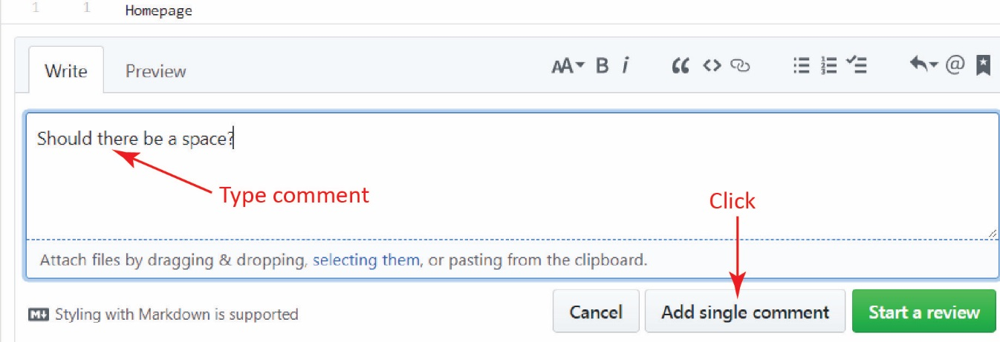 1 1 Homepage
Write Preview AA B i “ <> @
Should there be a space?
Type comment
Click
Attach files by dragging & dropping, selecting them, or pasting from the clipboard.
M↓ Styling with Markdown is supported Cancel Add single comment Start a review